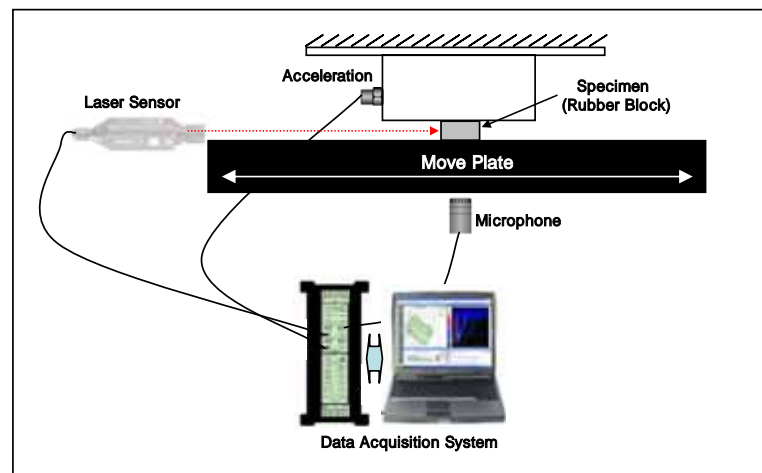 Acceleration
Laser Sensor
Specimen
(Rubber Block)
Move Plate
Microphone
Data Acquisition System